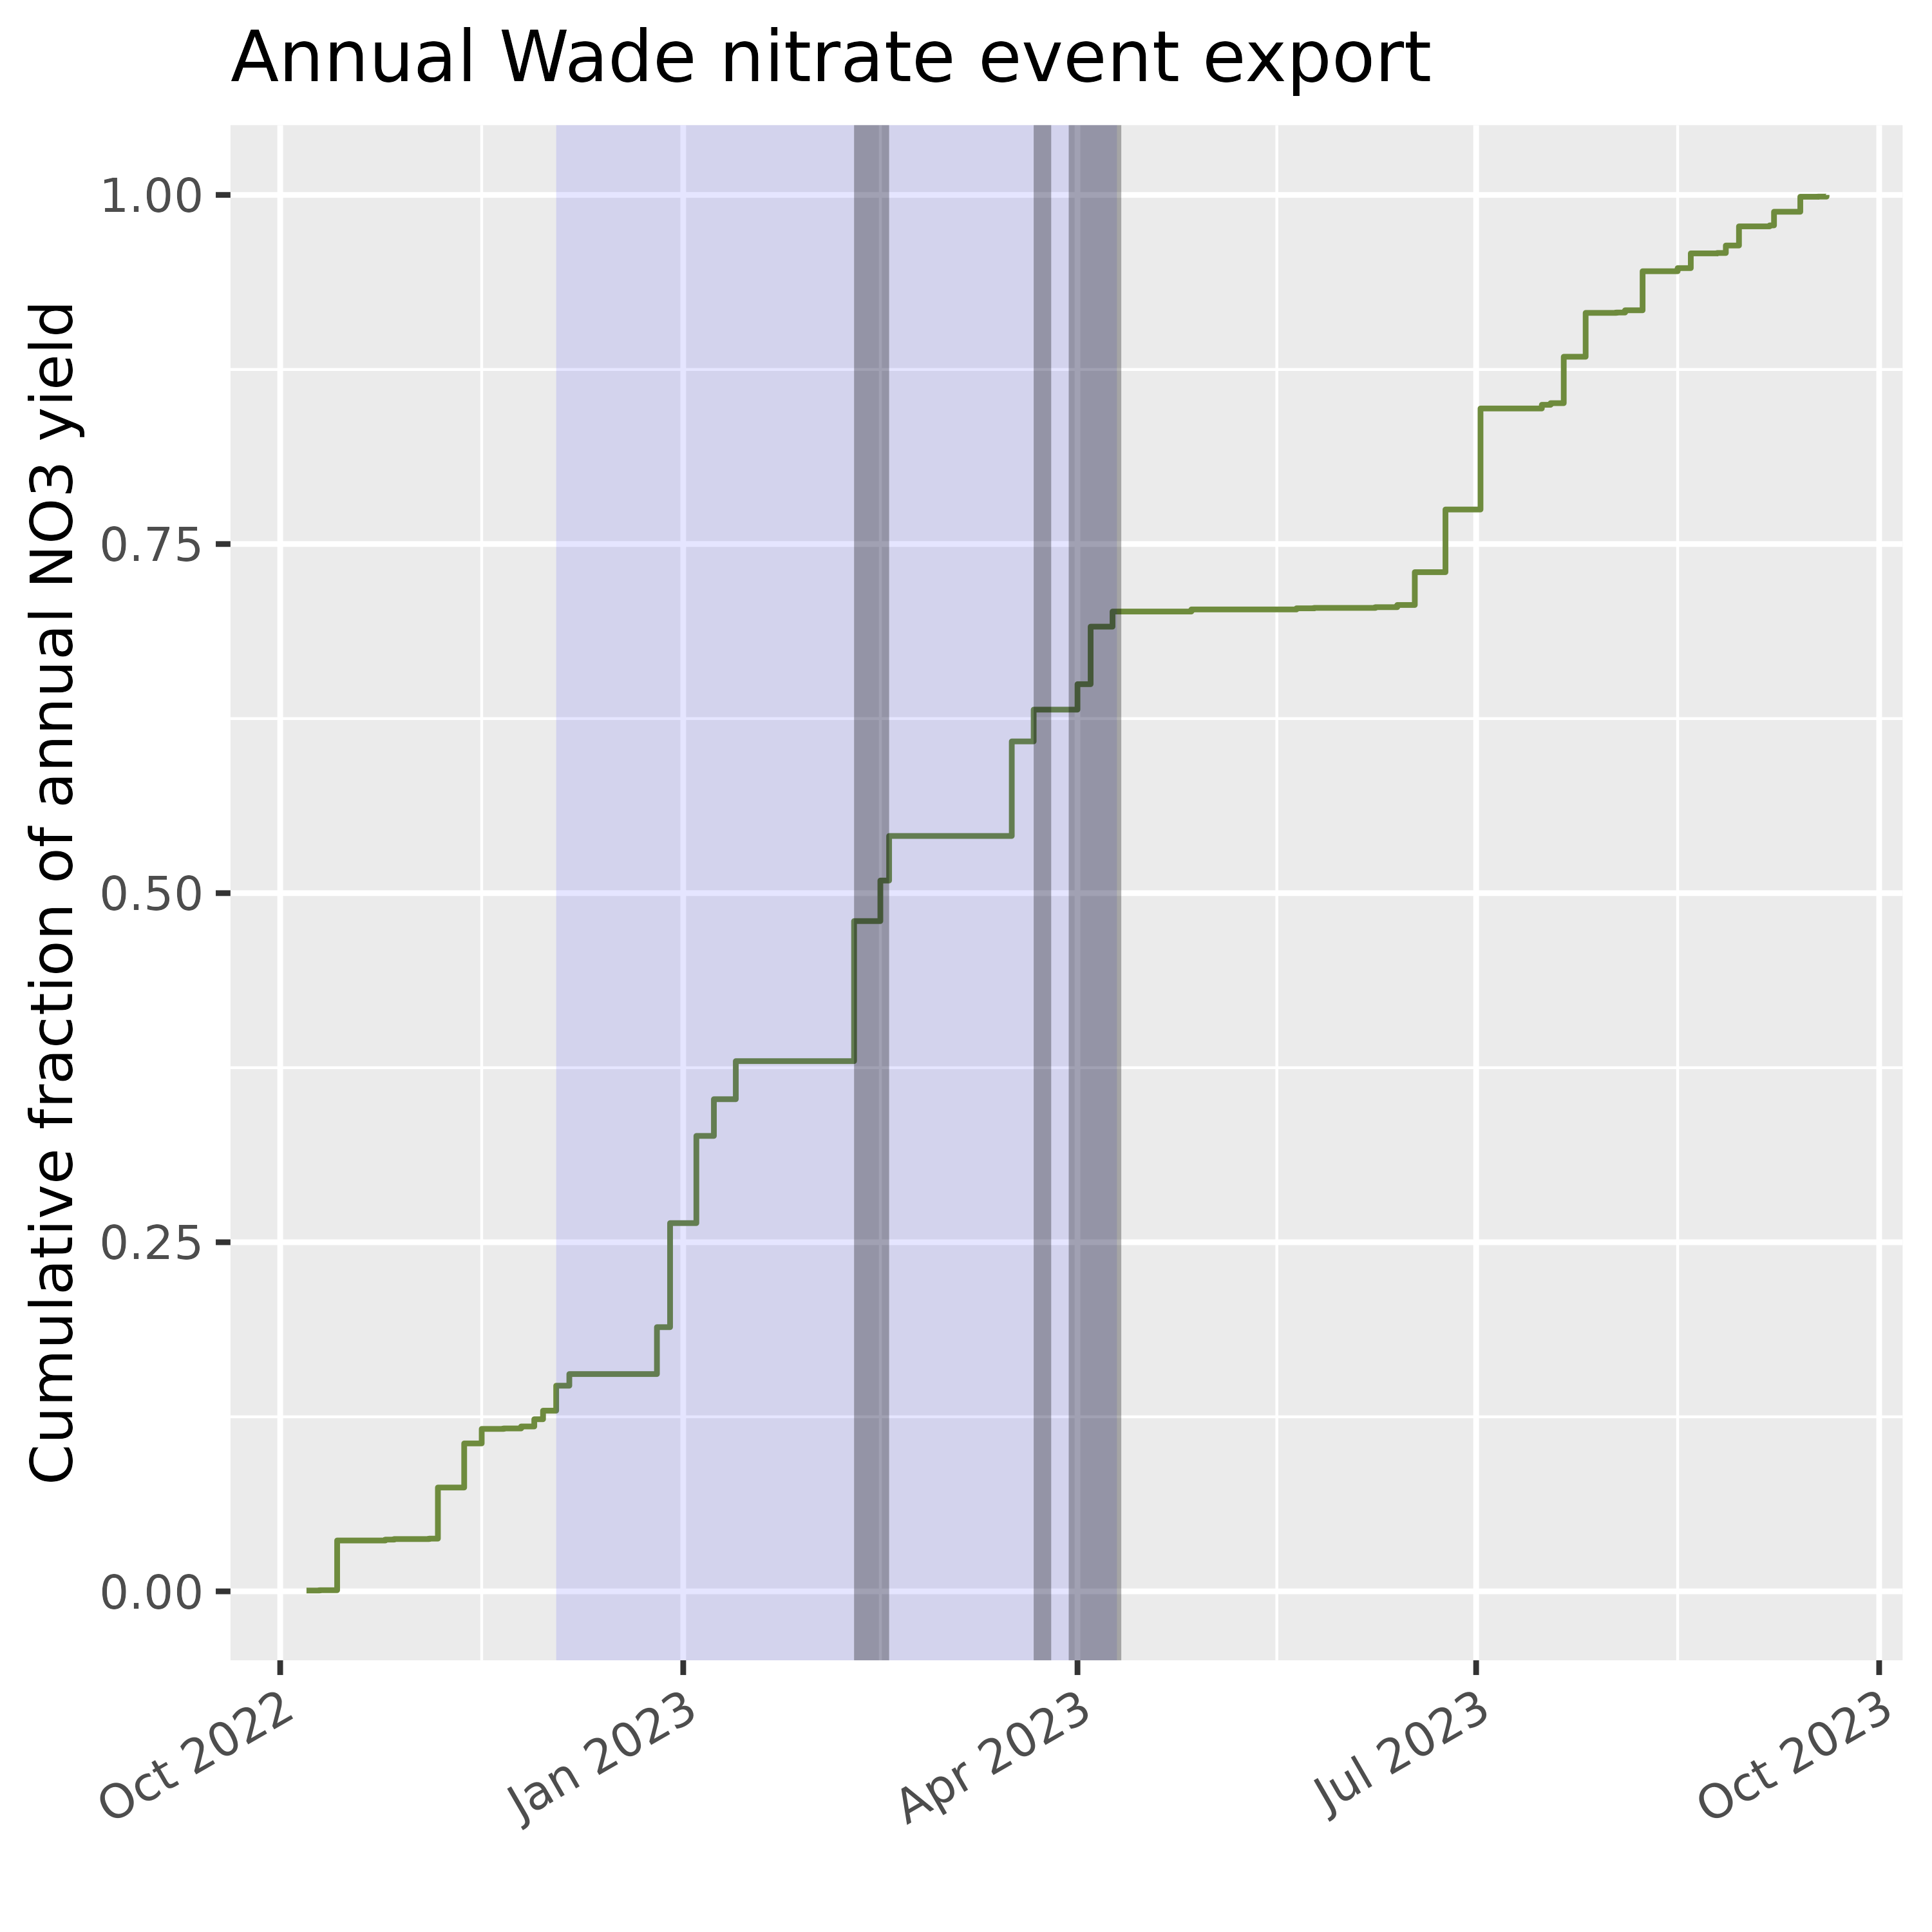 Annual Wade nitrate event export
Cumulative fraction of annual NO3 yield
1.00
0.75
0.50
0.25
0.00
Oct 2022
Jan 2023
Apr 2023
Jul 2023
Oct 2023